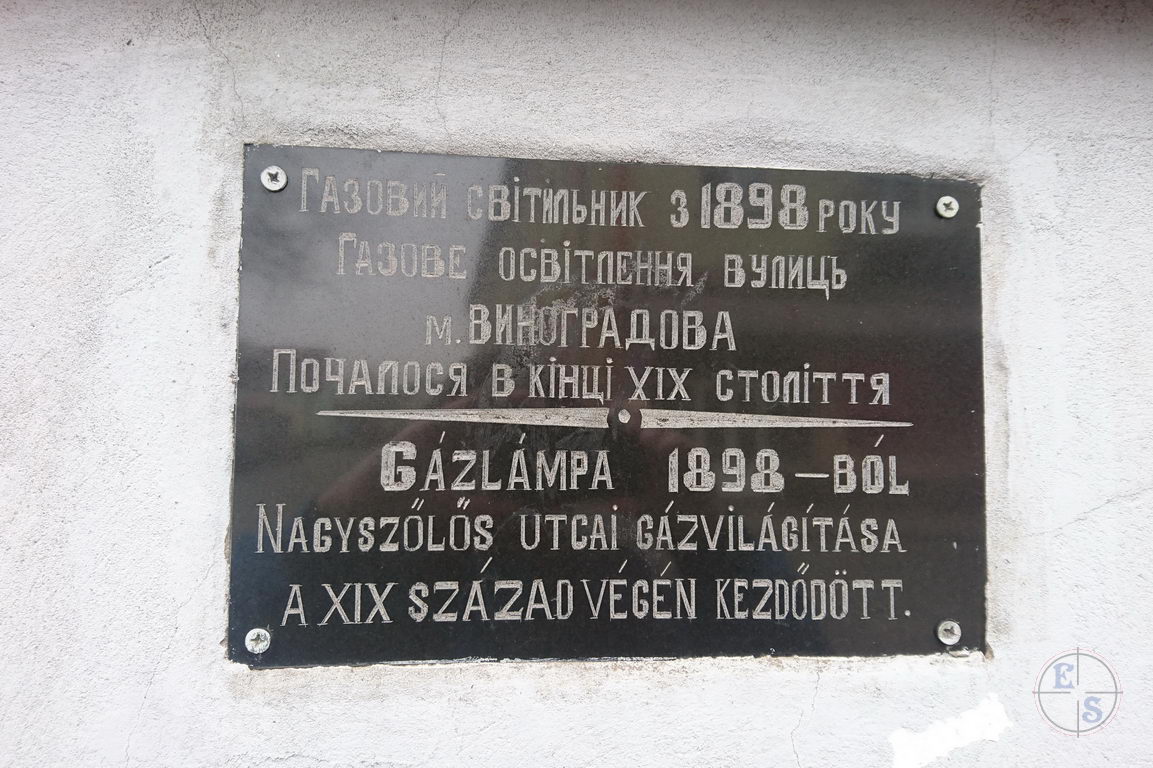 Газовий світильник з 1898 року
Газове освітлення вулиць
м. Виноградова
Почалося в кінці XIX століття
Gázlámpa 1898-ból
Nagyszőlős utcai gázvilágítása
a XIX század végén kezdődött.
E S